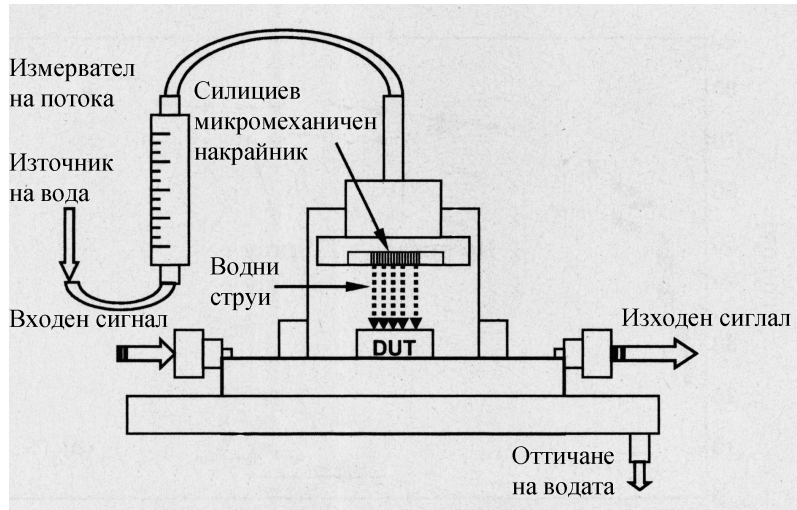 Измервател
на потока
Силициев
микромеханичен
накрайник
Източник
на вода
Водни
струи
Входен сигнал
Изходен сиглал
DUT
Оттичане
на водата